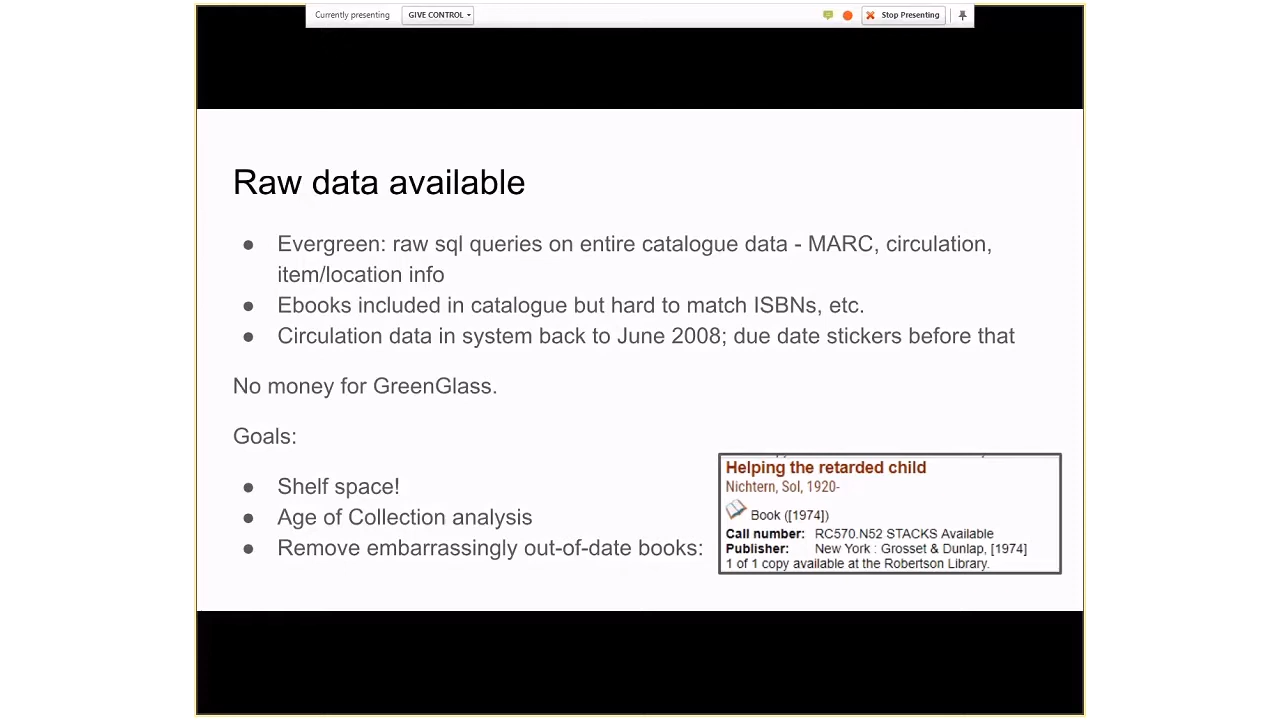 Currently presenting GIVE CONTROL Stop Presenting
Raw data available
● Evergreen: raw sql queries on entire catalogue data - MARC, circulation,
item/location info
● Ebooks included in catalogue but hard to match ISBNs, etc.
● Circulation data in system back to June 2008; due date stickers before that
No money for GreenGlass.
Goals:
● Shelf space!
● Age of Collection analysis
● Remove embarrassingly out-of-date books:
Helping the retarded child
Nichtern, Sol, 1920-
Book ([1974])
Call number: RC570.N52 STACKS Available
Publisher: New York : Grosset & Dunlap, [1974]
1 of 1 copy available at the Robertson Library.